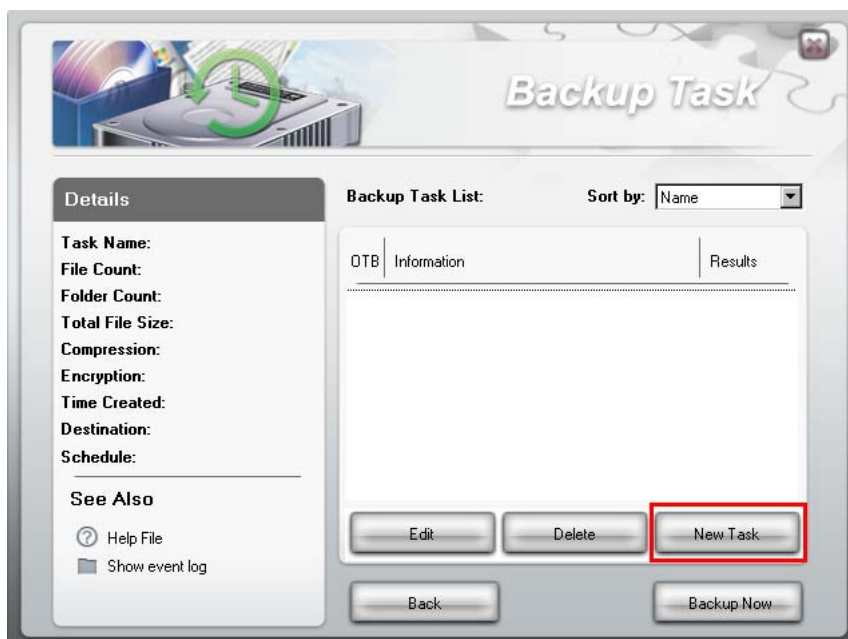 Backup Task
Details
Task Name:
File Count:
Folder Count:
Total File Size:
Compression:
Encryption:
Time Created:
Destination:
Schedule:
See Also
Help File
Show event log
Backup Task List:
Sort by: Name
OTB Information Results
Edit Delete New Task
Back Backup Now